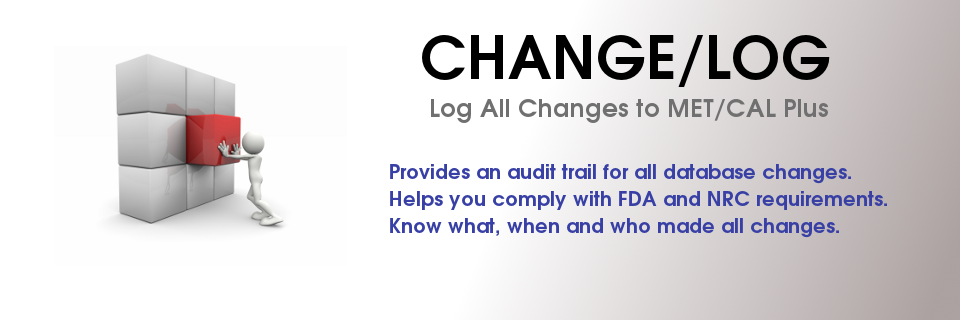 CHANGE/LOG
Log All Changes to MET/CAL Plus
Provides an audit trail for all database changes.
Helps you comply with FDA and NRC requirements.
Know what, when and who made all changes.